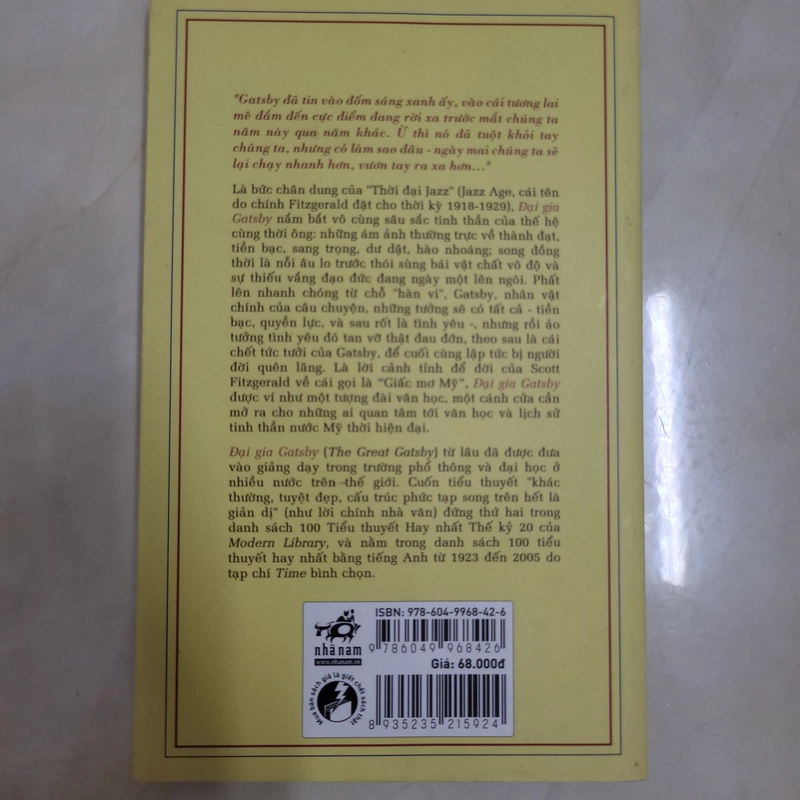 "Gatsby đã tin vào đốm sáng xanh ấy, vào cái tương lai
mê đắm đến cực điểm đang rời xa trước mắt chúng ta
năm này qua năm khác. Ừ thì nó đã tuột khỏi tay
chúng ta, nhưng có làm sao đâu - ngày mai chúng ta sẽ
lại chạy nhanh hơn, vươn tay ra xa hơn..."
Là bức chân dung của "Thời đại Jazz" (Jazz Age, cái tên
do chính Fitzgerald đặt cho thời kỳ 1918-1929), Đại gia
Gatsby nắm bắt vô cùng sâu sắc tinh thần của thế hệ
cùng thời ông: những ám ảnh thường trực về thành đạt,
tiền bạc, sang trọng, dư dật, hào nhoáng; song đồng
thời là nỗi âu lo trước thói sùng bái vật chất vô độ và
sự thiếu vắng đạo đức đang ngày một lên ngôi. Phất
lên nhanh chóng từ chỗ "hàn vi", Gatsby, nhân vật
chính của câu chuyện, những tưởng sẽ có tất cả - tiền
bạc, quyền lực, và sau rốt là tình yêu -, nhưng rồi ảo
tưởng tình yêu đó tan vỡ thật đau đớn, theo sau là cái
chết tức tưởi của Gatsby, để cuối cùng lập tức bị người
đời quên lãng. Là lời cảnh tỉnh để đời của Scott
Fitzgerald về cái gọi là “Giấc mơ Mỹ”, Đại gia Gatsby
được ví như một tượng đài văn học, một cánh cửa cần
mở ra cho những ai quan tâm tới văn học và lịch sử
tinh thần nước Mỹ thời hiện đại.
Đại gia Gatsby (The Great Gatsby) từ lâu đã được đưa
vào giảng dạy trong trường phổ thông và đại học ở
nhiều nước trên thế giới. Cuốn tiểu thuyết "khác
thường, tuyệt đẹp, cấu trúc phức tạp song trên hết là
giản dị" (như lời chính nhà văn) đứng thứ hai trong
danh sách 100 Tiểu thuyết Hay nhất Thế kỷ 20 của
Modern Library, và nằm trong danh sách 100 tiểu
thuyết hay nhất bằng tiếng Anh từ 1923 đến 2005 do
tạp chí Time bình chọn.
nhã nam
www.nhanam.vn
Mua bán sách giả là giết chết sách thật
ISBN: 978-604-9968-42-6
9 786049 968426
Giá: 68.000đ
8 935235 215924